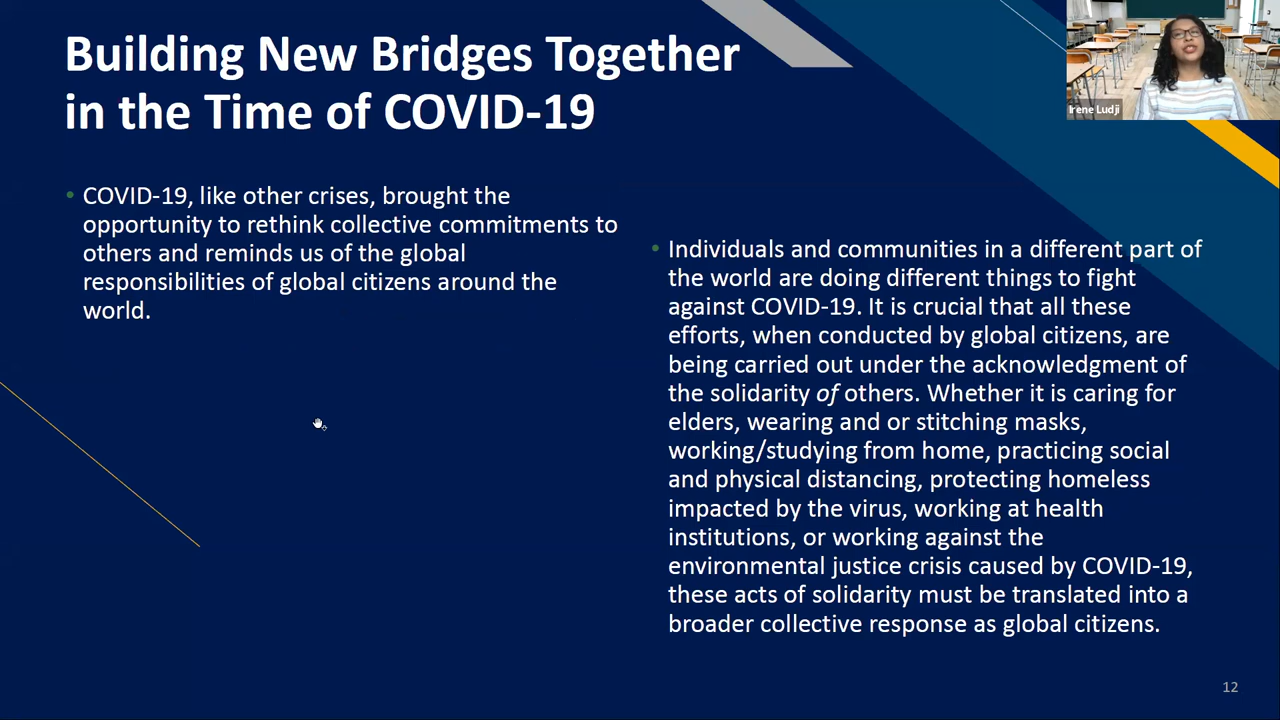 Building New Bridges Together
in the Time of COVID-19
Irene Ludji
• COVID-19, like other crises, brought the
opportunity to rethink collective commitments to
others and reminds us of the global
responsibilities of global citizens around the
world.
• Individuals and communities in a different part of
the world are doing different things to fight
against COVID-19. It is crucial that all these
efforts, when conducted by global citizens, are
being carried out under the acknowledgment of
the solidarity of others. Whether it is caring for
elders, wearing and or stitching masks,
working/studying from home, practicing social
and physical distancing, protecting homeless
impacted by the virus, working at health
institutions, or working against the
environmental justice crisis caused by COVID-19,
these acts of solidarity must be translated into a
broader collective response as global citizens.
12